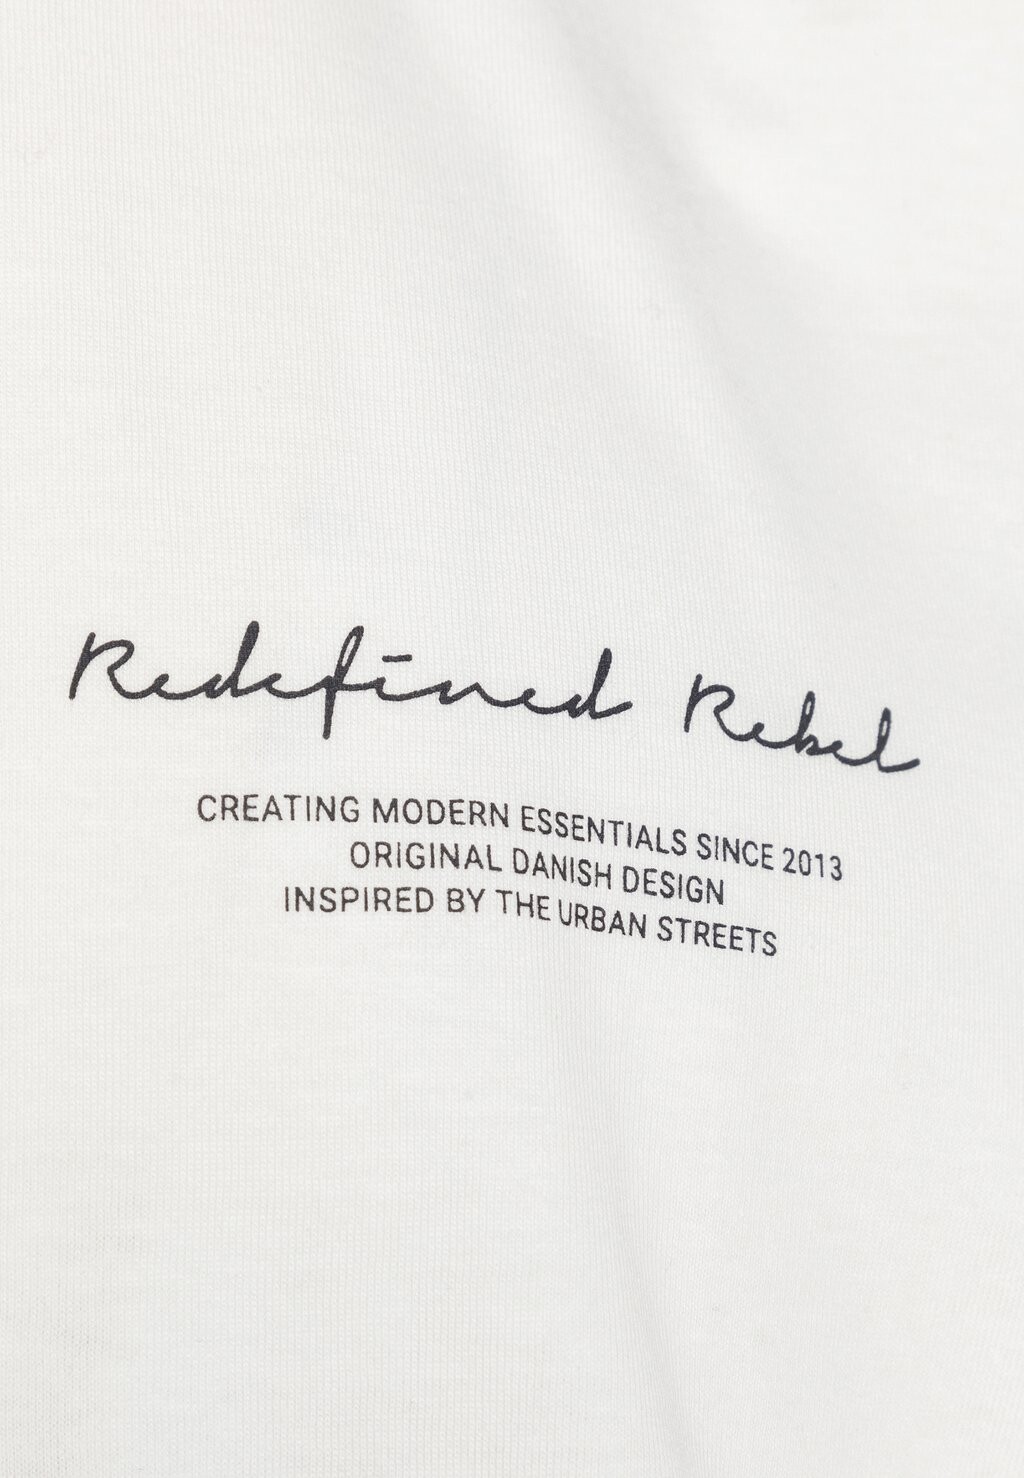 Redefined Rebel
CREATING MODERN ESSENTIALS SINCE 2013
ORIGINAL DANISH DESIGN
INSPIRED BY THE URBAN STREETS